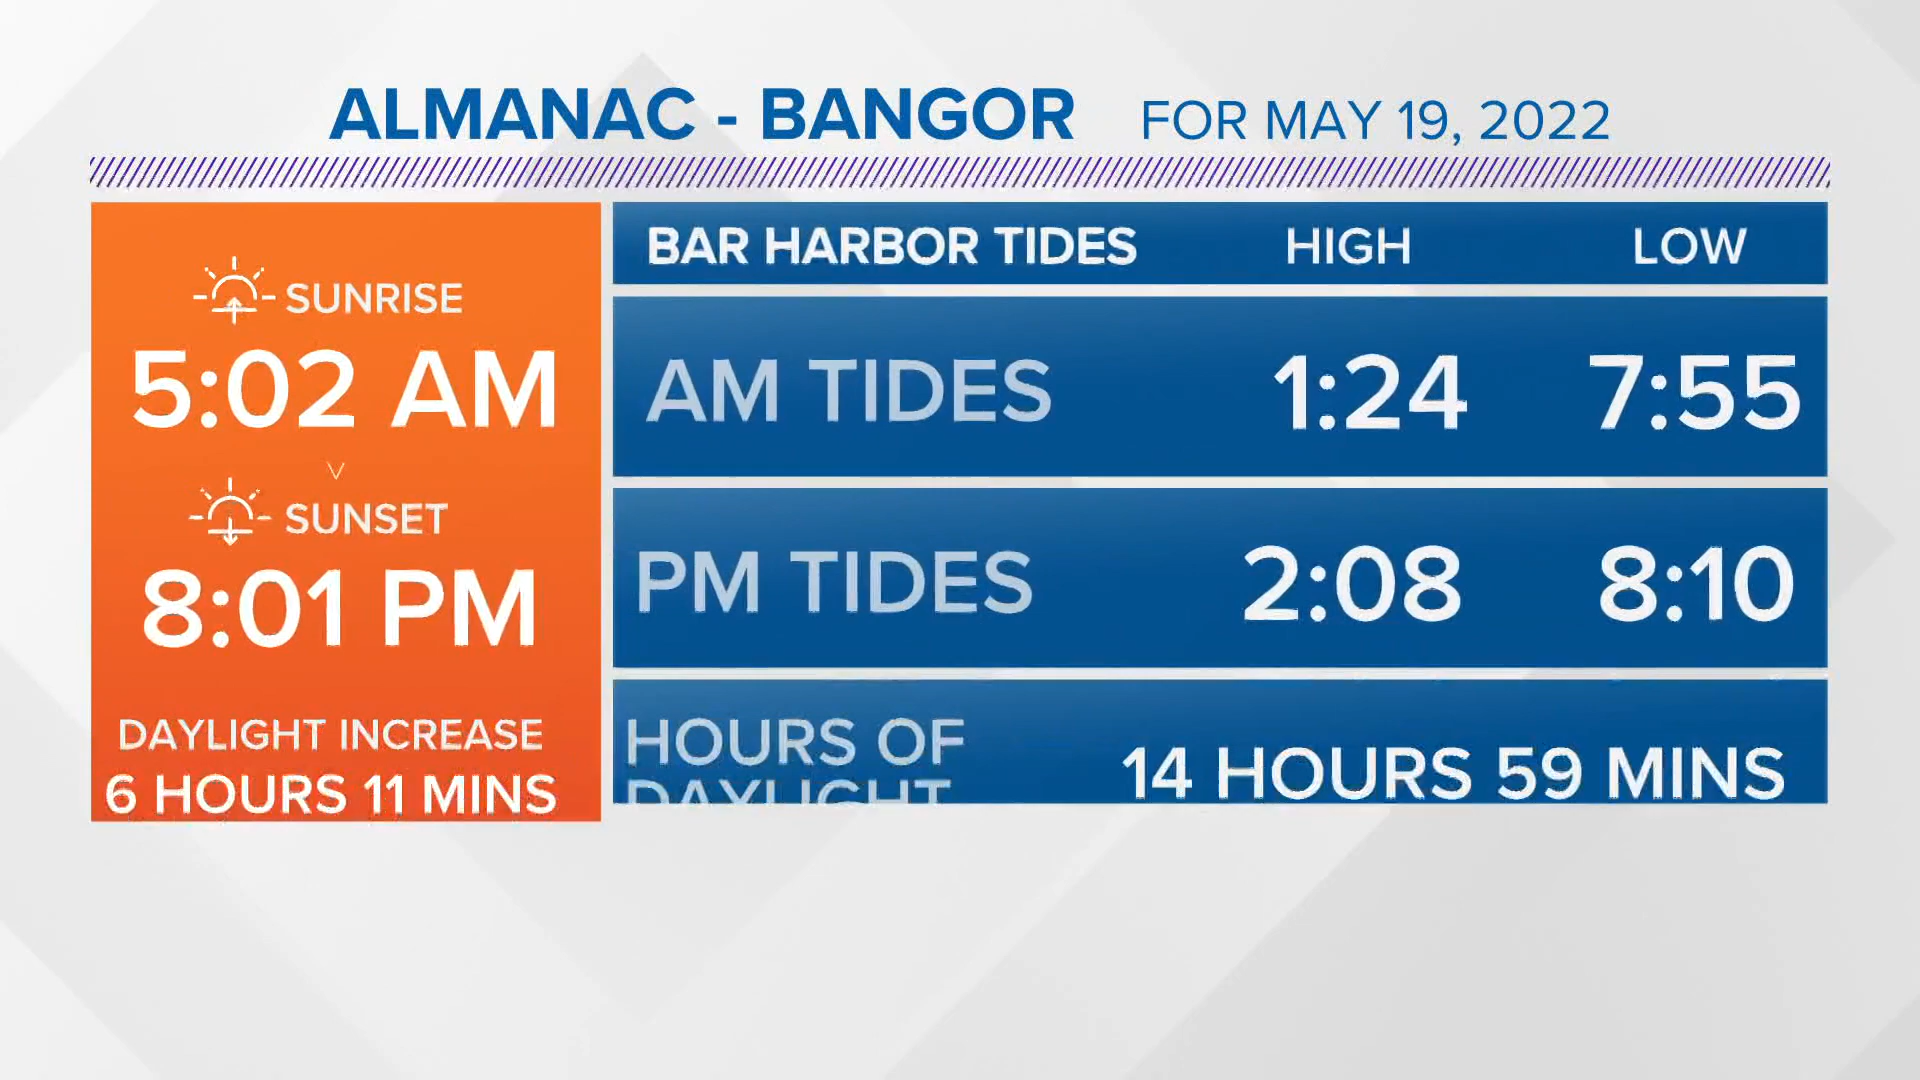 ALMANAC - BANGOR FOR MAY 19, 2022
SUNRISE
5:02 AM
SUNSET
8:01 PM
DAYLIGHT INCREASE
6 HOURS 11 MINS
BAR HARBOR TIDES HIGH LOW
AM TIDES 1:24 7:55
PM TIDES 2:08 8:10
HOURS OF
DAYLIGHT
14 HOURS 59 MINS